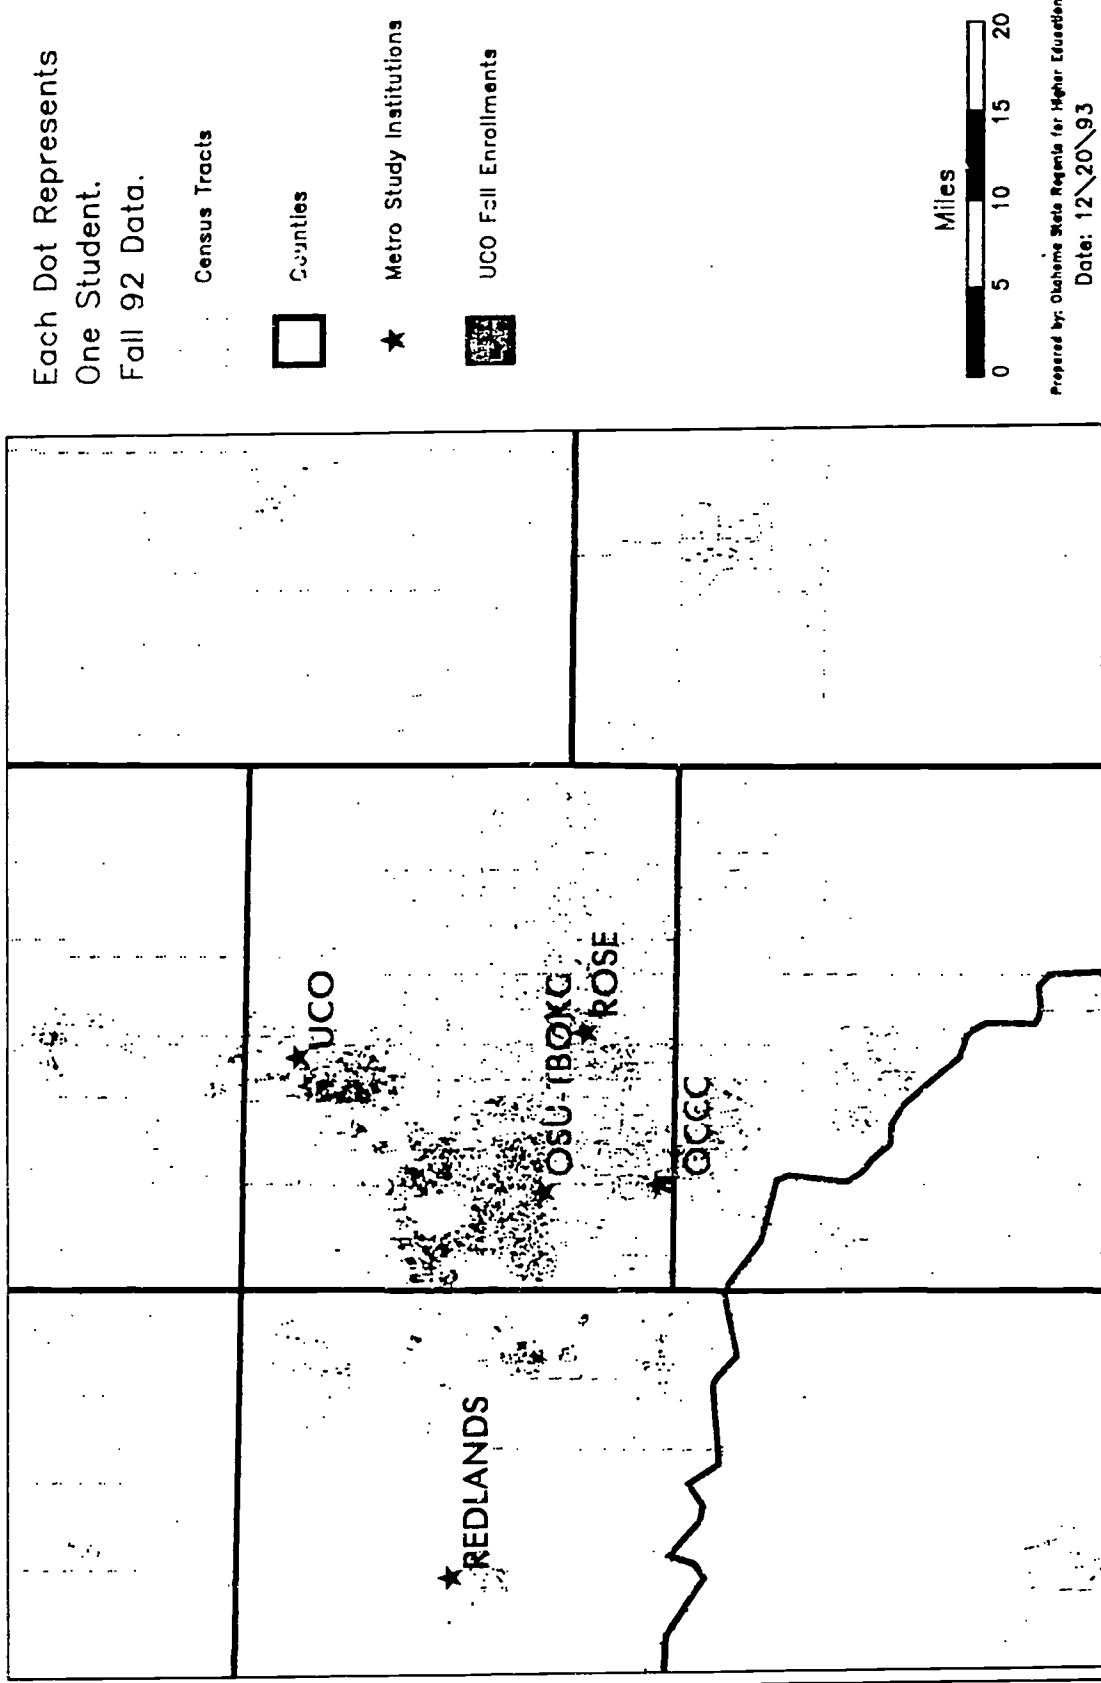 Each Dot Represents
One Student.
Fall 92 Data.
Census Tracts
Counties
Metro Study Institutions
UCO Fall Enrollments
UCO
OSU-TBOKC
ROSE
OCCC
REDLANDS
Miles
0 5 10 15 20
Prepared by: Oklahoma State Regents for Higher Education
Date: 12\20\93